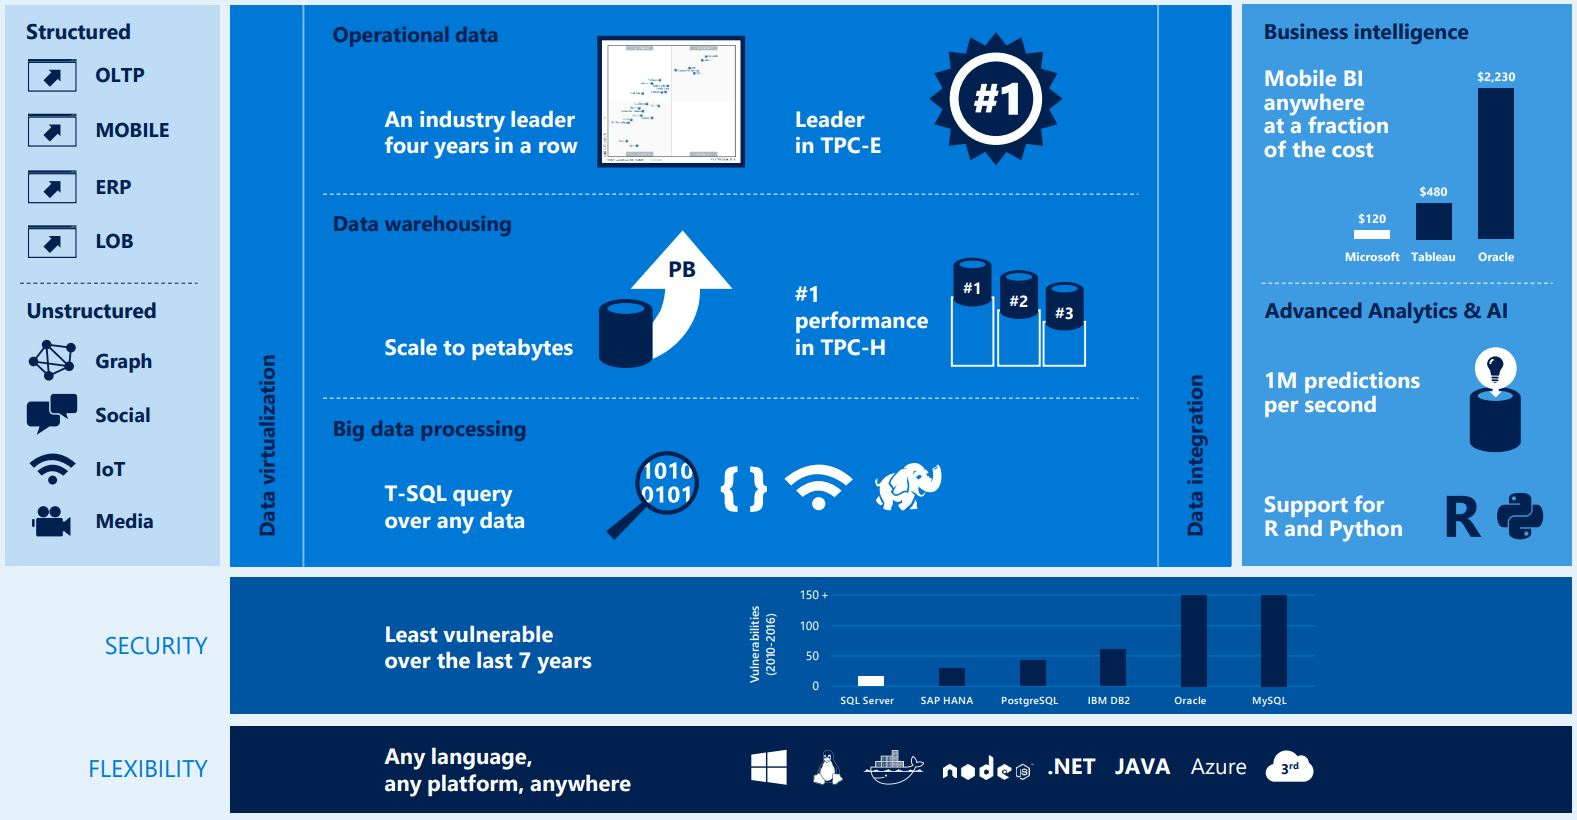 Structured
OLTP
MOBILE
ERP
LOB
Unstructured
Graph
Social
IoT
Media
Data virtualization
Operational data
An industry leader
four years in a row
Leader
in TPC-E
#1
Data warehousing
Scale to petabytes
PB
#1
performance
in TPC-H
#1
#2
#3
Big data processing
T-SQL query
over any data
1010
0101
{ }
Data integration
Business intelligence
Mobile BI
anywhere
at a fraction
of the cost
$2,230
$480
$120
Microsoft Tableau Oracle
Advanced Analytics & AI
1M predictions
per second
Support for
R and Python
R
SECURITY
Least vulnerable
over the last 7 years
Vulnerabilities
(2010-2016)
150 +
100
50
0
SQL Server SAP HANA PostgreSQL IBM DB2 Oracle MySQL
FLEXIBILITY
Any language,
any platform, anywhere
node JS .NET JAVA Azure 3rd